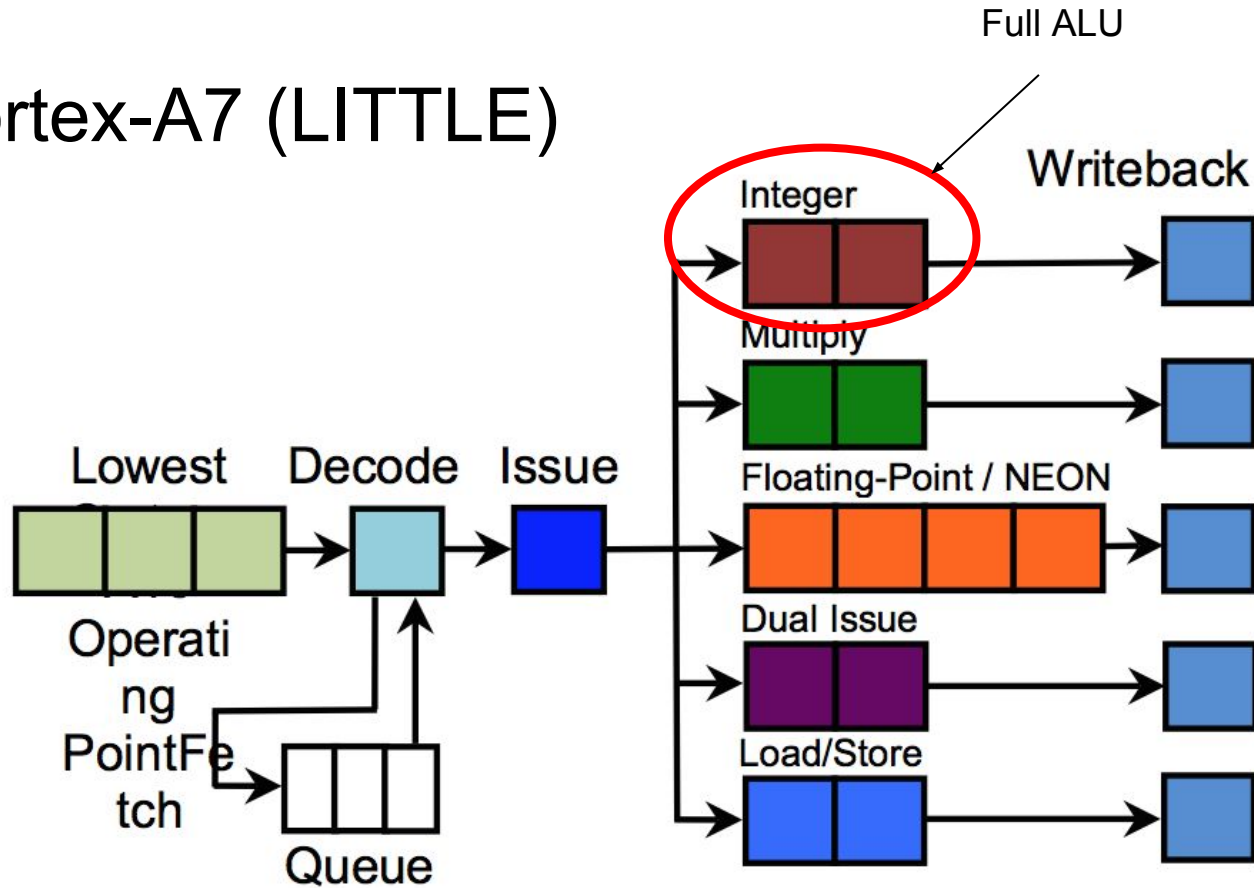 Full ALU
rtex-A7 (LITTLE)
Writeback
Integer
Multiply
Lowest
Decode
Issue
Floating-Point / NEON
Operati
ng
PointFe
tch
Dual Issue
Load/Store
Queue